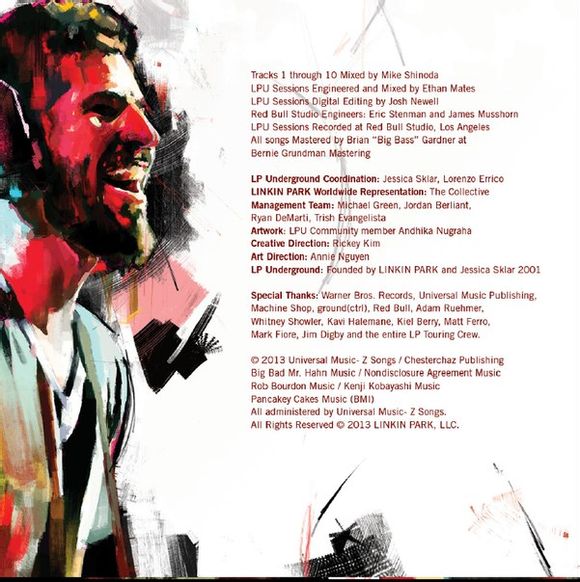 Tracks 1 through 10 Mixed by Mike Shinoda
LPU Sessions Engineered and Mixed by Ethan Mates
LPU Sessions Digital Editing by Josh Newell
Red Bull Studio Engineers: Eric Stenman and James Musshorn
LPU Sessions Recorded at Red Bull Studio, Los Angeles
All songs Mastered by Brian “Big Bass” Gardner at
Bernie Grundman Mastering
LP Underground Coordination: Jessica Sklar, Lorenzo Errico
LINKIN PARK Worldwide Representation: The Collective
Management Team: Michael Green, Jordan Berliant,
Ryan DeMarti, Trish Evangelista
Artwork: LPU Community member Andhika Nugraha
Creative Direction: Rickey Kim
Art Direction: Annie Nguyen
LP Underground: Founded by LINKIN PARK and Jessica Sklar 2001
Special Thanks: Warner Bros. Records, Universal Music Publishing,
Machine Shop, ground(ctrl), Red Bull, Adam Ruehmer,
Whitney Showler, Kavi Halemane, Kiel Berry, Matt Ferro,
Mark Fiore, Jim Digby and the entire LP Touring Crew.
© 2013 Universal Music- Z Songs / Chesterchaz Publishing
Big Bad Mr. Hahn Music / Nondisclosure Agreement Music
Rob Bourdon Music / Kenji Kobayashi Music
Pancakey Cakes Music (BMI)
All administered by Universal Music- Z Songs.
All Rights Reserved © 2013 LINKIN PARK, LLC.